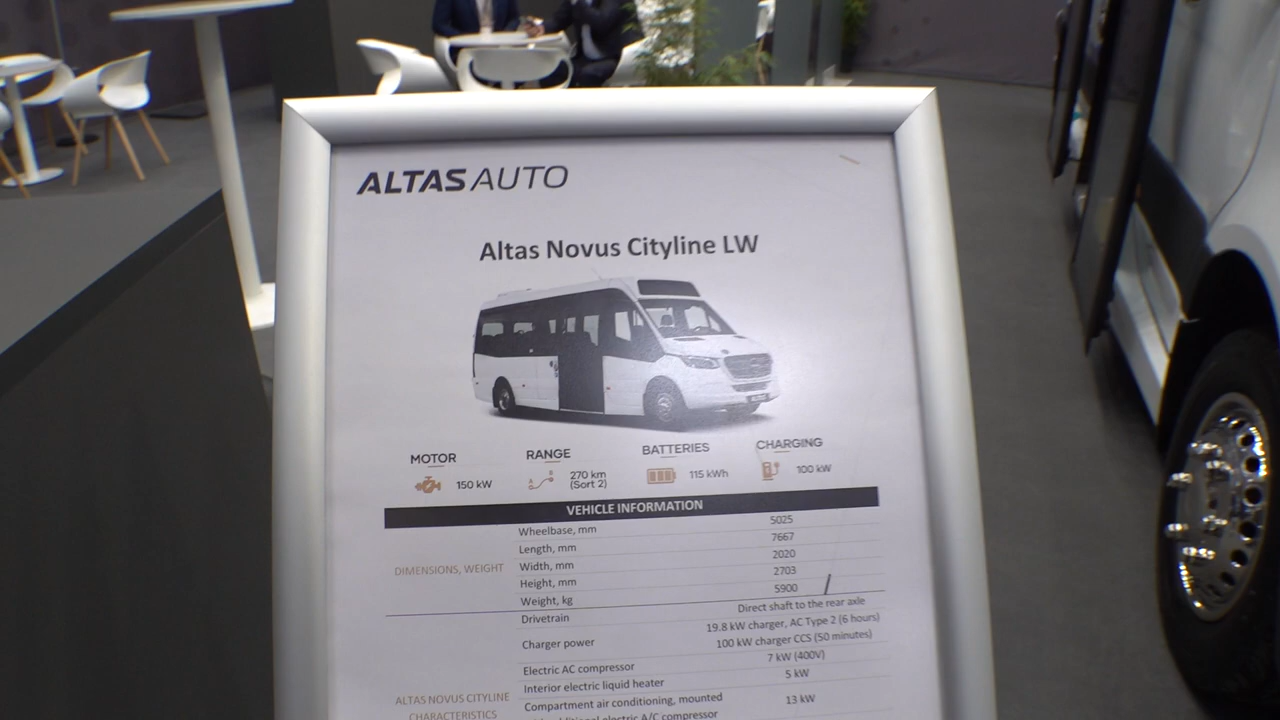 ALTAS AUTO
Altas Novus Cityline LW
MOTOR
150 kW
RANGE
270 km
(Sort 2)
BATTERIES
115 kWh
CHARGING
100 kW
VEHICLE INFORMATION
DIMENSIONS, WEIGHT
Wheelbase, mm 5025
Length, mm 7667
Width, mm 2020
Height, mm 2703
Weight, kg 5900
ALTAS NOVUS CITYLINE
CHARACTERISTICS
Drivetrain Direct shaft to the rear axle
Charger power 19.8 kW charger, AC Type 2 (6 hours)
100 kW charger CCS (50 minutes)
Electric AC compressor 7 kW (400V)
Interior electric liquid heater 5 kW
Compartment air conditioning, mounted 13 kW
additional electric A/C compressor